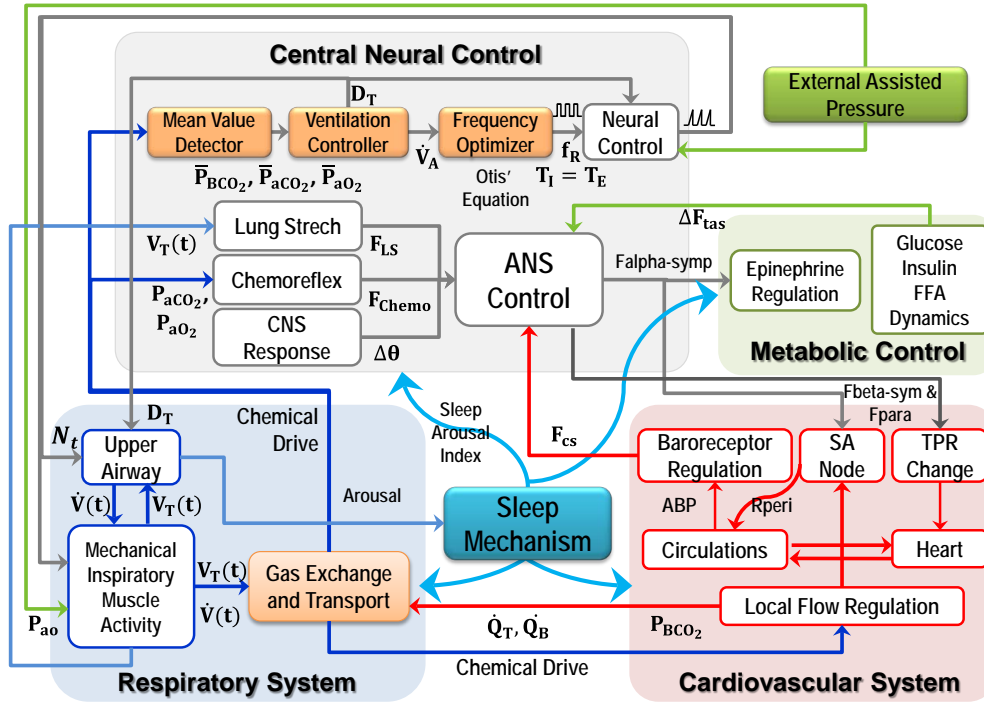 Central Neural Control
External Assisted
Pressure
D_T
Mean Value
Detector
Ventilation
Controller
Frequency
Optimizer
Neural
Control
P̅_BCO₂, P̅_aCO₂, P̅_aO₂
V̇_A
f_R
Otis'
Equation
T_I = T_E
Lung Strech
V_T(t)
F_LS
Chemoreflex
P_aCO₂,
P_aO₂
F_Chemo
CNS
Response
Δθ
ANS
Control
Falpha-symp
ΔF_tas
Epinephrine
Regulation
Glucose
Insulin
FFA
Dynamics
Metabolic Control
Fbeta-sym &
Fpara
D_T
Chemical
Drive
N_t
Upper
Airway
V̇(t)
V_T(t)
Arousal
Sleep
Arousal
Index
F_cs
Sleep
Mechanism
Baroreceptor
Regulation
SA
Node
TPR
Change
ABP
Rperi
Circulations
Heart
Mechanical
Inspiratory
Muscle
Activity
V_T(t)
V̇(t)
Gas Exchange
and Transport
P_ao
Local Flow Regulation
Q̇_T, Q̇_B
P_BCO₂
Chemical Drive
Respiratory System
Cardiovascular System